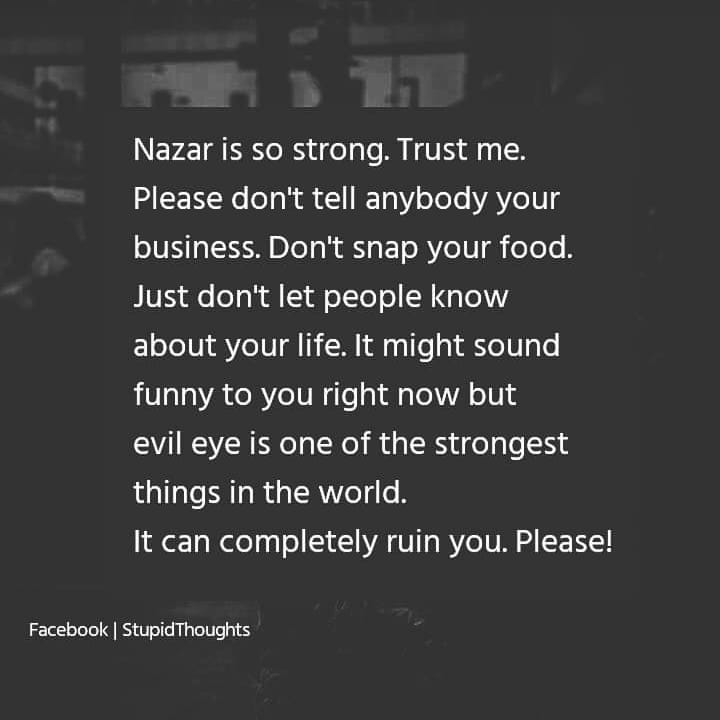 Nazar is so strong. Trust me.
Please don't tell anybody your
business. Don't snap your food.
Just don't let people know
about your life. It might sound
funny to you right now but
evil eye is one of the strongest
things in the world.
It can completely ruin you. Please!
Facebook | StupidThoughts